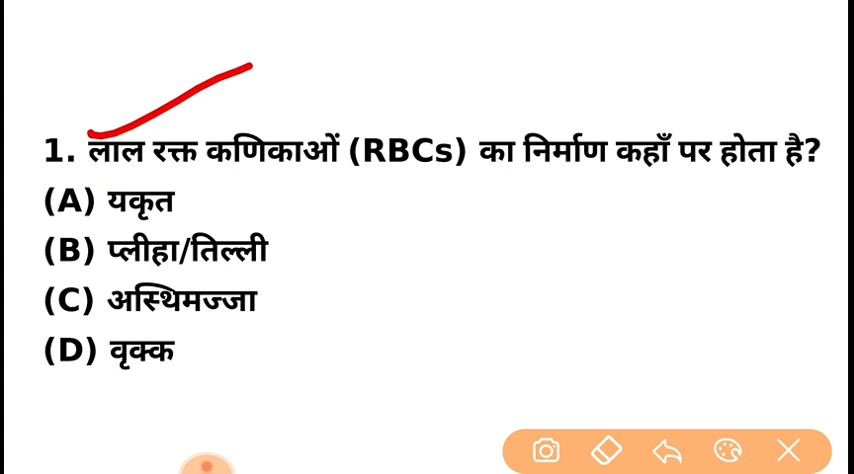 1. लाल रक्त कणिकाओं (RBCs) का निर्माण कहाँ पर होता है?
(A) यकृत
(B) प्लीहा/तिल्ली
(C) अस्थिमज्जा
(D) वृक्क